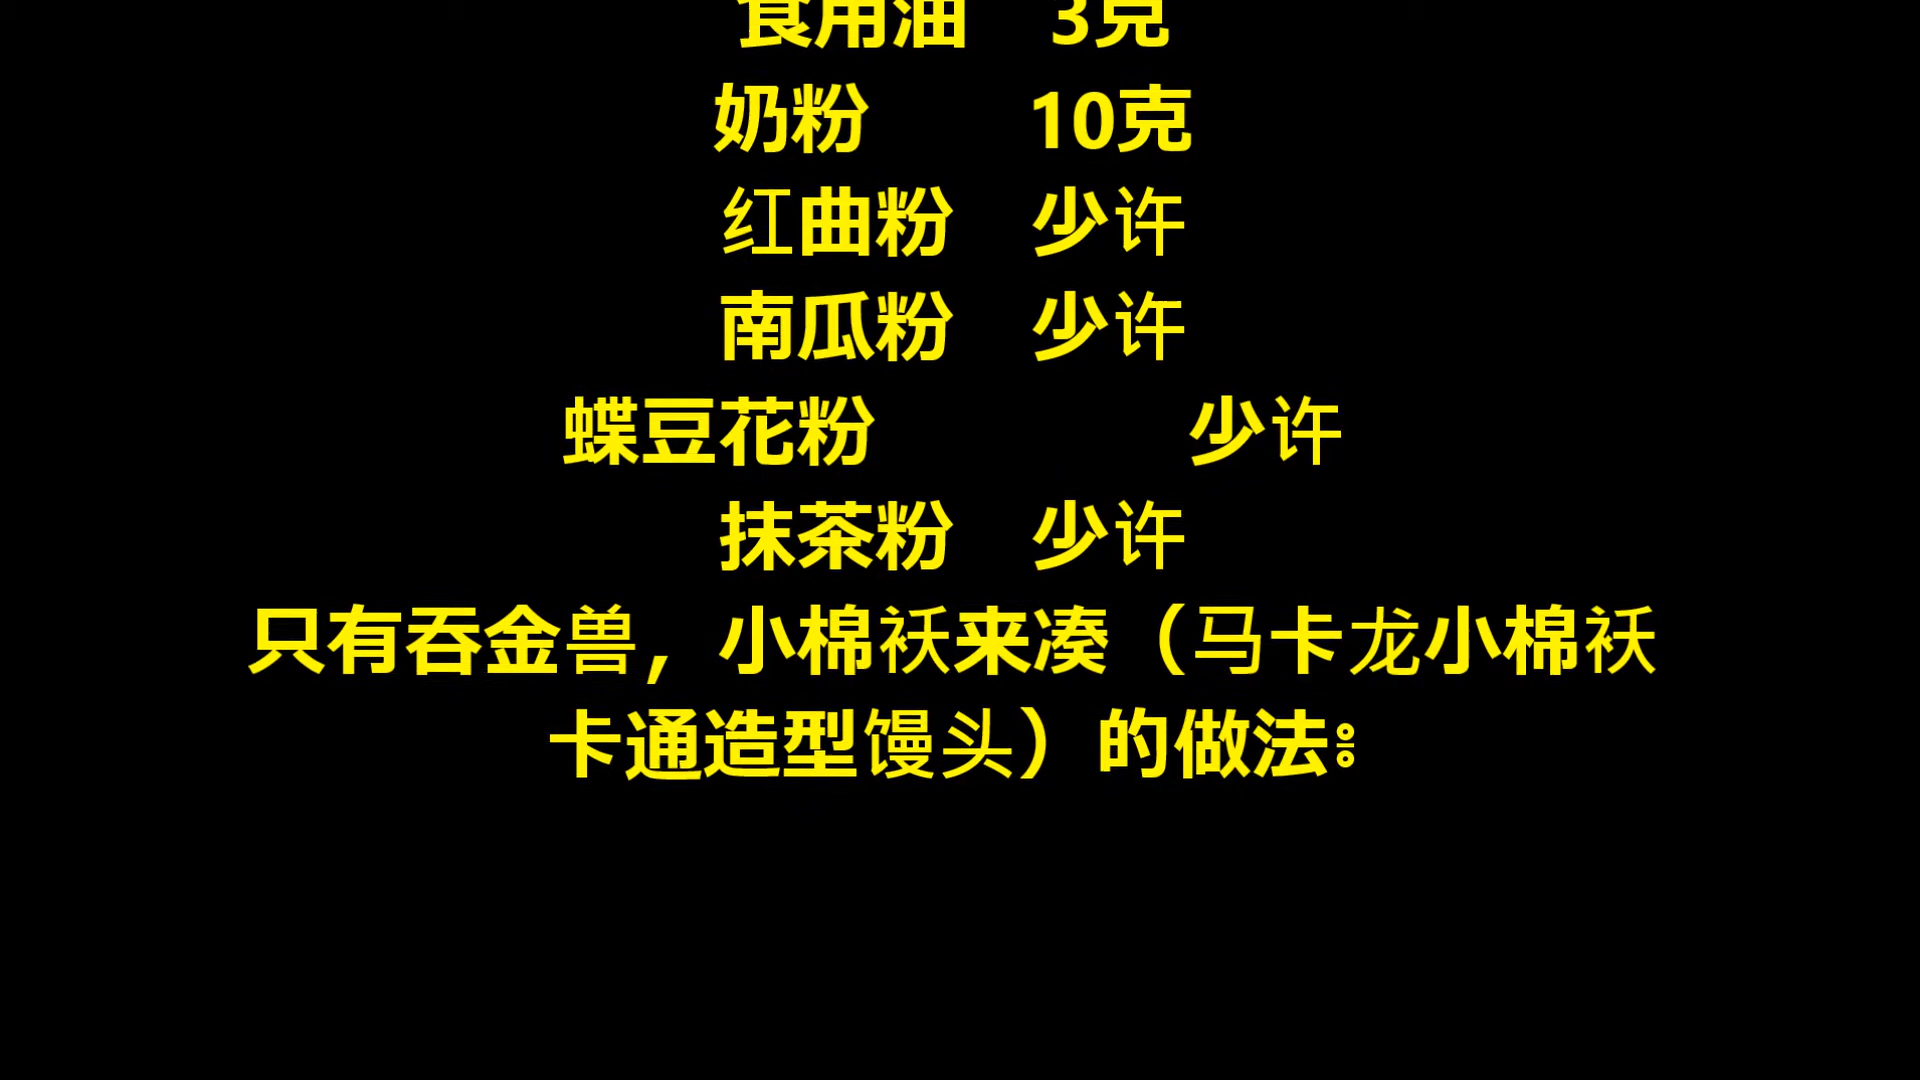 食用油 3克
奶粉 10克
红曲粉 少许
南瓜粉 少许
蝶豆花粉 少许
抹茶粉 少许
只有吞金兽，小棉袄来凑（马卡龙小棉袄
卡通造型馒头）的做法：